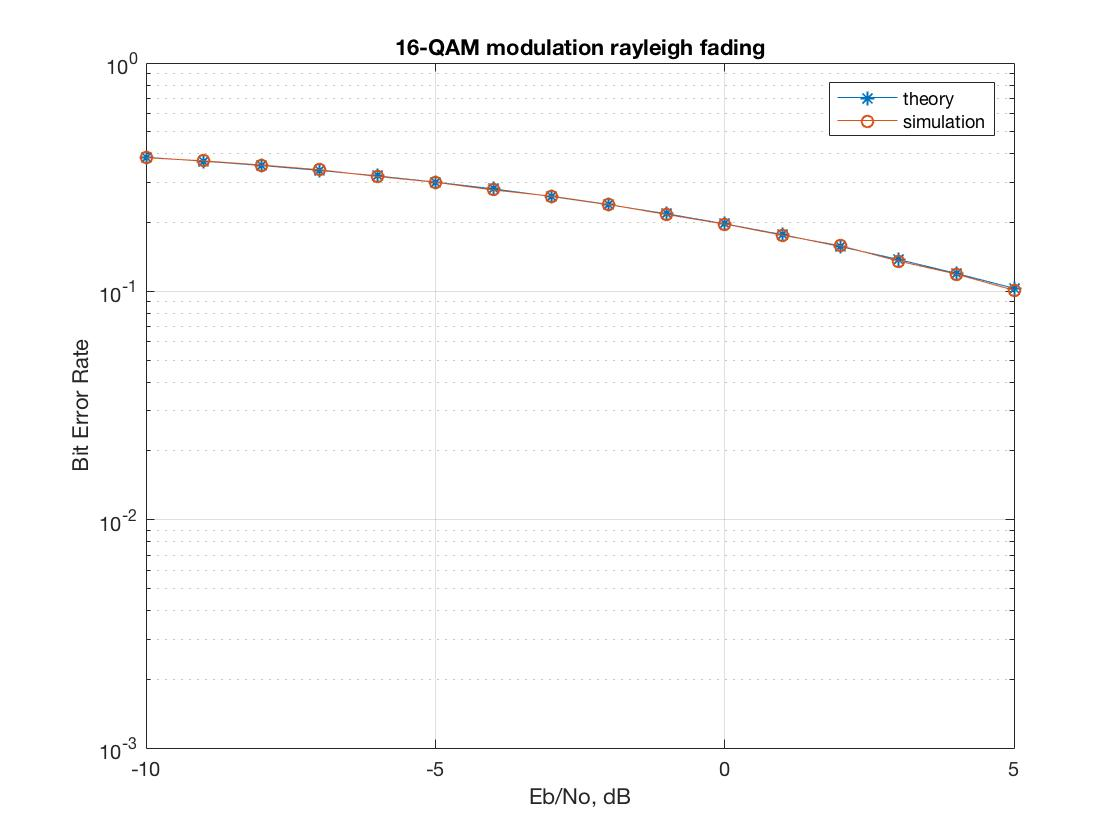 16-QAM modulation rayleigh fading
10^0
10^-1
10^-2
10^-3
Bit Error Rate
theory
simulation
-10
-5
0
5
Eb/No, dB